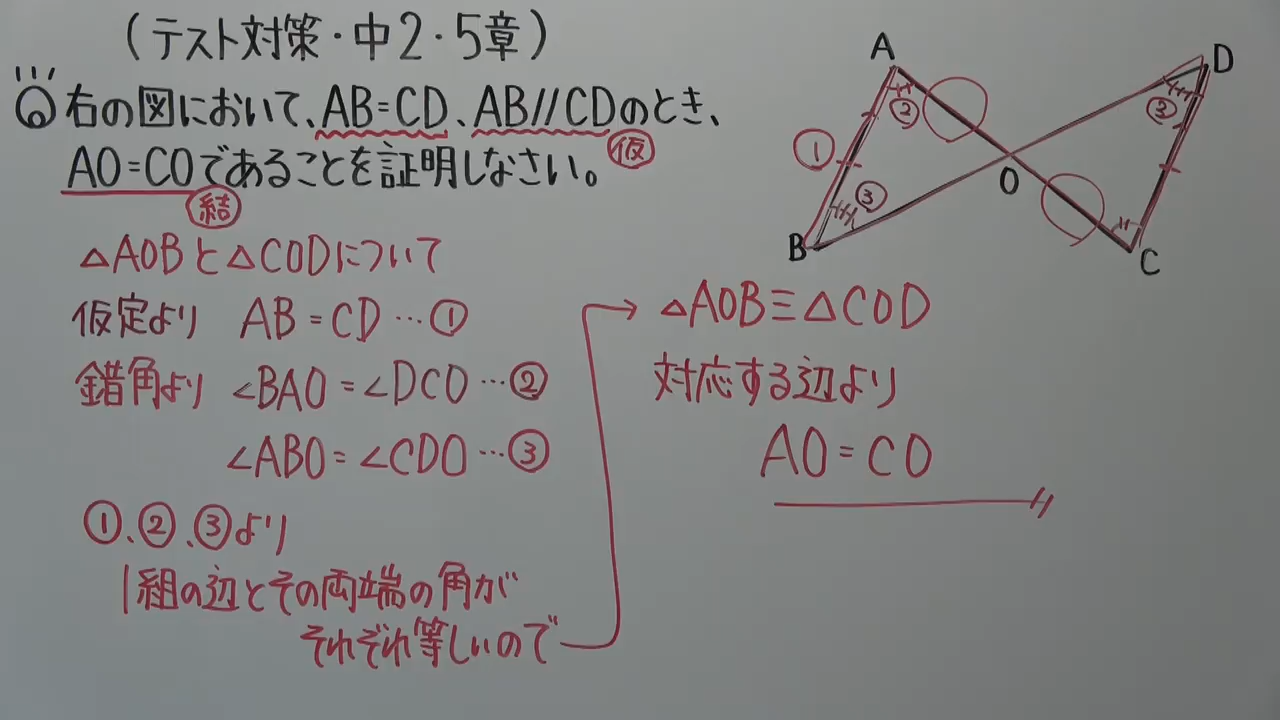 (テスト対策・中2・5章)
Q 右の図において、AB=CD、AB//CDのとき、
仮
AO=COであることを証明しなさい。
結
△AOBと△CODについて
仮定より AB=CD…①
錯角より ∠BAO=∠DCO…②
∠ABO=∠CDO…③
①、②、③より
1組の辺とその両端の角が
それぞれ等しいので
△AOB≡△COD
対応する辺より
AO=CO
A
D
②
③
①
O
③
B
C